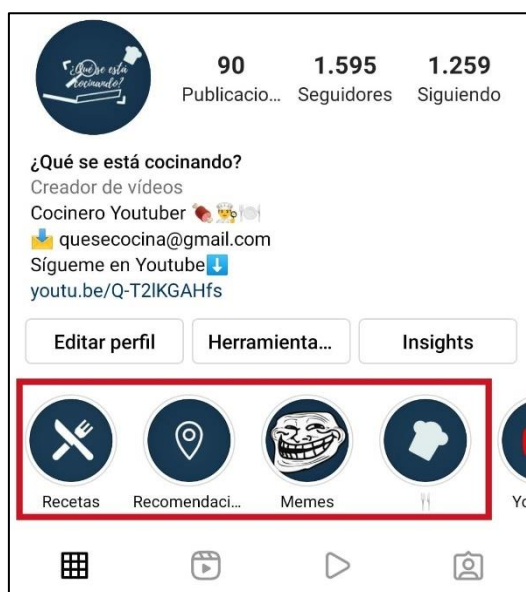 ¿Qué se está
cocinando?
90 1.595 1.259
Publicacio... Seguidores Siguiendo
¿Qué se está cocinando?
Creador de vídeos
Cocinero Youtuber 🍖👨‍🍳🍽️
📩 quesecocina@gmail.com
Sígueme en Youtube⬇️
youtu.be/Q-T2lKGAHfs
Editar perfil Herramienta... Insights
Recetas Recomendaci... Memes 🍴 Yo